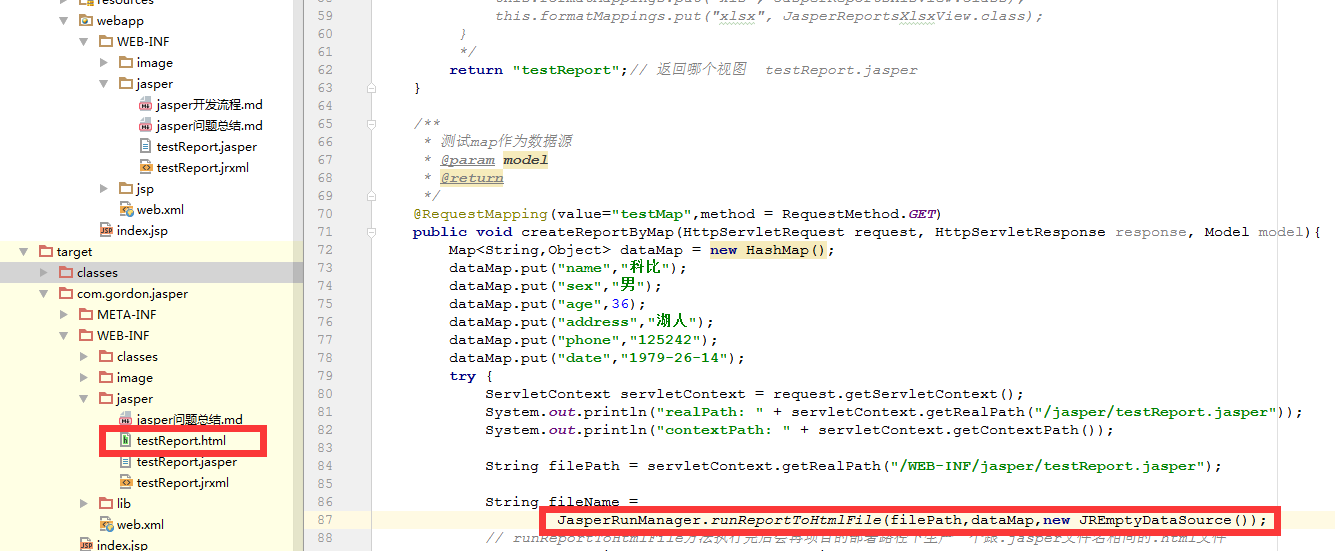 resources
webapp
WEB-INF
image
jasper
jasper开发流程.md
jasper问题总结.md
testReport.jasper
testReport.jrxml
jsp
web.xml
index.jsp
target
classes
com.gordon.jasper
META-INF
WEB-INF
classes
image
jasper
jasper问题总结.md
testReport.html
testReport.jasper
testReport.jrxml
lib
web.xml
index.jsp
59 this.formatMappings.put("xlsx", JasperReportsXlsxView.class);
60 }
61 */
62 return "testReport";// 返回哪个视图 testReport.jasper
63 }
64
65 /**
66 * 测试map作为数据源
67 * @param model
68 * @return
69 */
70 @RequestMapping(value="testMap",method = RequestMethod.GET)
71 public void createReportByMap(HttpServletRequest request, HttpServletResponse response, Model model){
72 Map<String,Object> dataMap = new HashMap();
73 dataMap.put("name","科比");
74 dataMap.put("sex","男");
75 dataMap.put("age",36);
76 dataMap.put("address","湖人");
77 dataMap.put("phone","125242");
78 dataMap.put("date","1979-26-14");
79 try {
80 ServletContext servletContext = request.getServletContext();
81 System.out.println("realPath: " + servletContext.getRealPath("/jasper/testReport.jasper"));
82 System.out.println("contextPath: " + servletContext.getContextPath());
83
84 String filePath = servletContext.getRealPath("/WEB-INF/jasper/testReport.jasper");
85
86 String fileName =
87 JasperRunManager.runReportToHtmlFile(filePath,dataMap,new JREmptyDataSource());
88 // runReportToHtmlFile方法执行完后会再项目的部署路径下生产一个跟.jasper文件名相同的.html文件